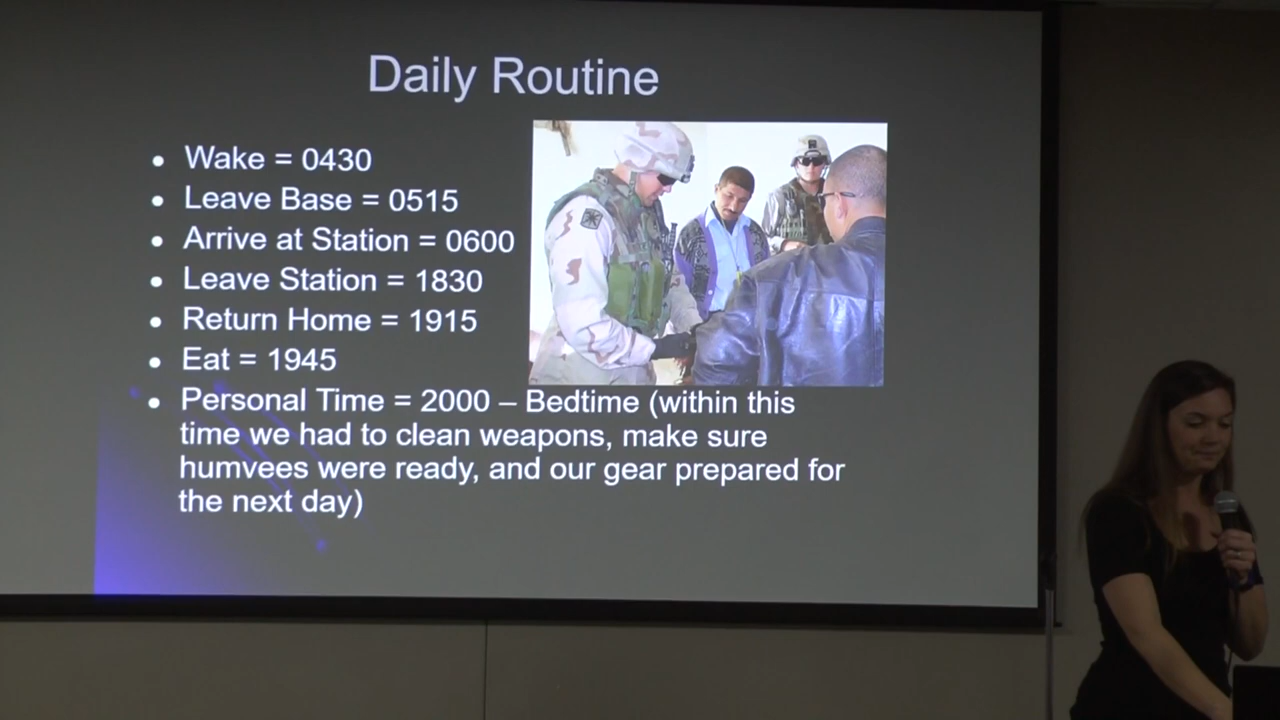 Daily Routine
• Wake = 0430
• Leave Base = 0515
• Arrive at Station = 0600
• Leave Station = 1830
• Return Home = 1915
• Eat = 1945
• Personal Time = 2000 – Bedtime (within this
time we had to clean weapons, make sure
humvees were ready, and our gear prepared for
the next day)